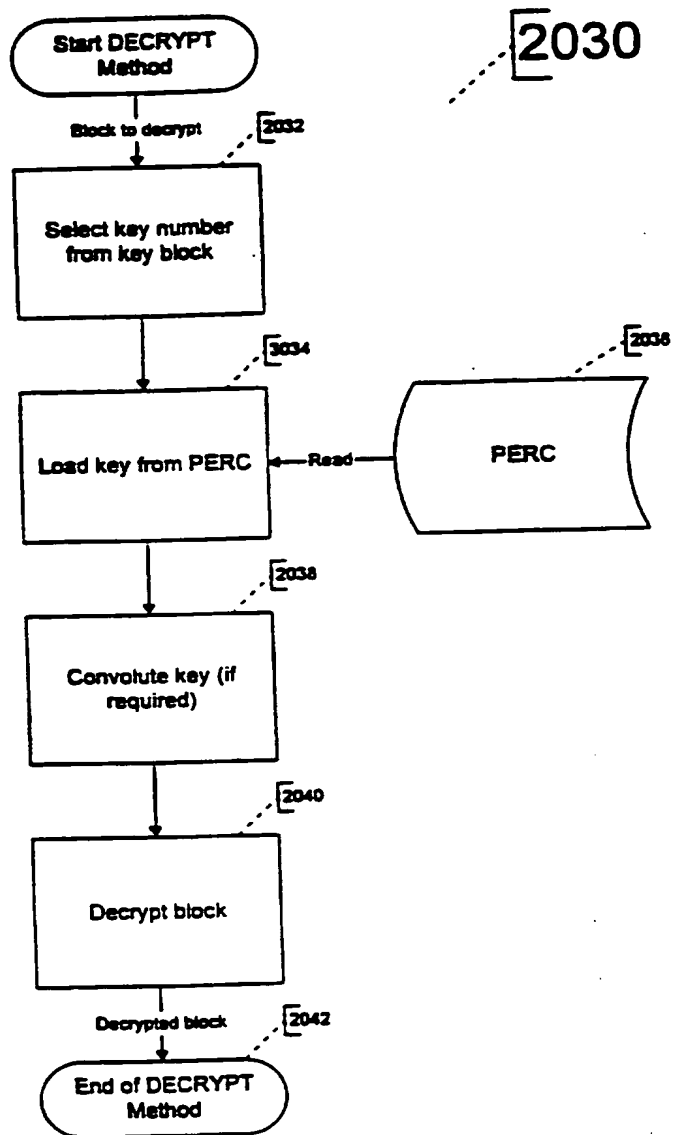 Start DECRYPT
Method
2030
Block to decrypt
2032
Select key number
from key block
3034
2036
Load key from PERC
Read
PERC
2038
Convolute key (if
required)
2040
Decrypt block
Decrypted block
2042
End of DECRYPT
Method